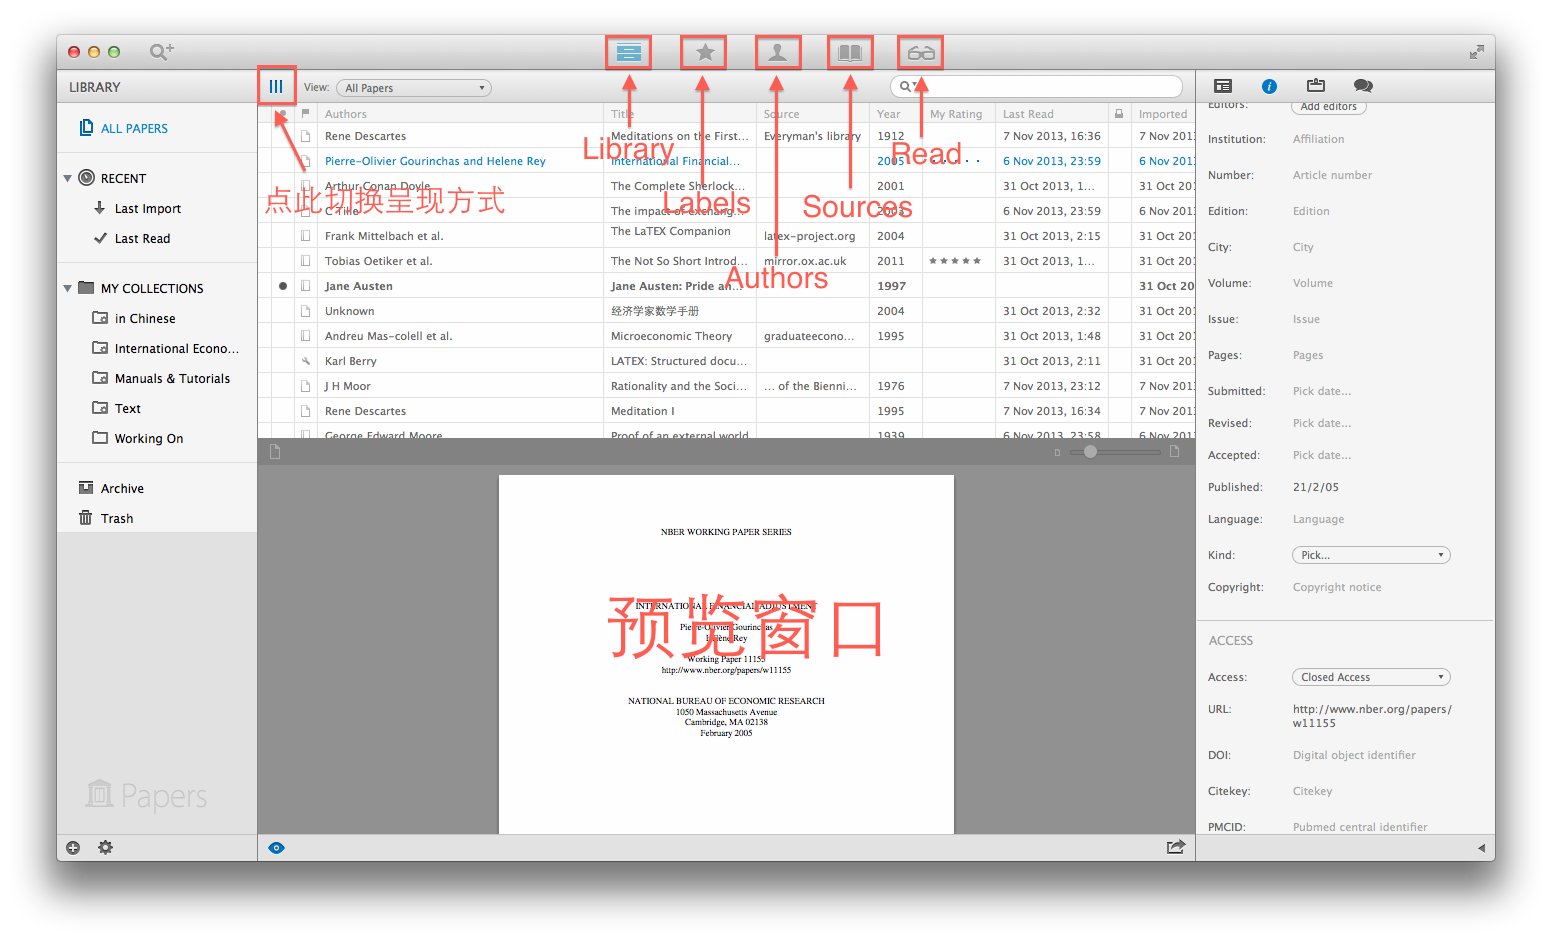 LIBRARY
View: All Papers
ALL PAPERS
RECENT
Last Import
Last Read
MY COLLECTIONS
in Chinese
International Econo...
Manuals & Tutorials
Text
Working On
Archive
Trash
Papers
点此切换呈现方式
Library
Labels
Authors
Sources
Read
Authors Title Source Year My Rating Last Read Imported
Rene Descartes Meditations on the First... Everyman's library 1912 7 Nov 2013, 16:36 7 Nov 201
Pierre-Olivier Gourinchas and Helene Rey International Financial... 2005 6 Nov 2013, 23:59 6 Nov 201
Arthur Conan Doyle The Complete Sherlock... 2001 31 Oct 2013, 1... 31 Oct 20
The impact of exchang... 2003 6 Nov 2013, 23:59 6 Nov 201
Frank Mittelbach et al. The LaTEX Companion latex-project.org 2004 31 Oct 2013, 2:15 31 Oct 20
Tobias Oetiker et al. The Not So Short Introd... mirror.ox.ac.uk 2011 ★★★★★ 31 Oct 2013, 1... 31 Oct 20
Jane Austen Jane Austen: Pride an... 1997 31 Oct 20
Unknown 经济学家数学手册 2004 31 Oct 2013, 2:32 31 Oct 20
Andreu Mas-colell et al. Microeconomic Theory graduateecono... 1995 31 Oct 2013, 1:48 31 Oct 20
Karl Berry LATEX: Structured docu... 31 Oct 2013, 2:11 31 Oct 20
J H Moor Rationality and the Soci... ... of the Bienni... 1976 7 Nov 2013, 23:12 7 Nov 201
Rene Descartes Meditation I 1995 7 Nov 2013, 16:34 7 Nov 201
George Edward Moore Proof of an external world 1939 6 Nov 2013, 23:58 6 Nov 201
NBER WORKING PAPER SERIES
INTERNATIONAL FINANCIAL ADJUSTMENT
Pierre-Olivier Gourinchas
Hélène Rey
预览窗口
Working Paper 11155
http://www.nber.org/papers/w11155
NATIONAL BUREAU OF ECONOMIC RESEARCH
1050 Massachusetts Avenue
Cambridge, MA 02138
February 2005
Editors: Add editors
Institution: Affiliation
Number: Article number
Edition: Edition
City: City
Volume: Volume
Issue: Issue
Pages: Pages
Submitted: Pick date...
Revised: Pick date...
Accepted: Pick date...
Published: 21/2/05
Language: Language
Kind: Pick...
Copyright: Copyright notice
ACCESS
Access: Closed Access
URL: http://www.nber.org/papers/
w11155
DOI: Digital object identifier
Citekey: Citekey
PMCID: Pubmed central identifier